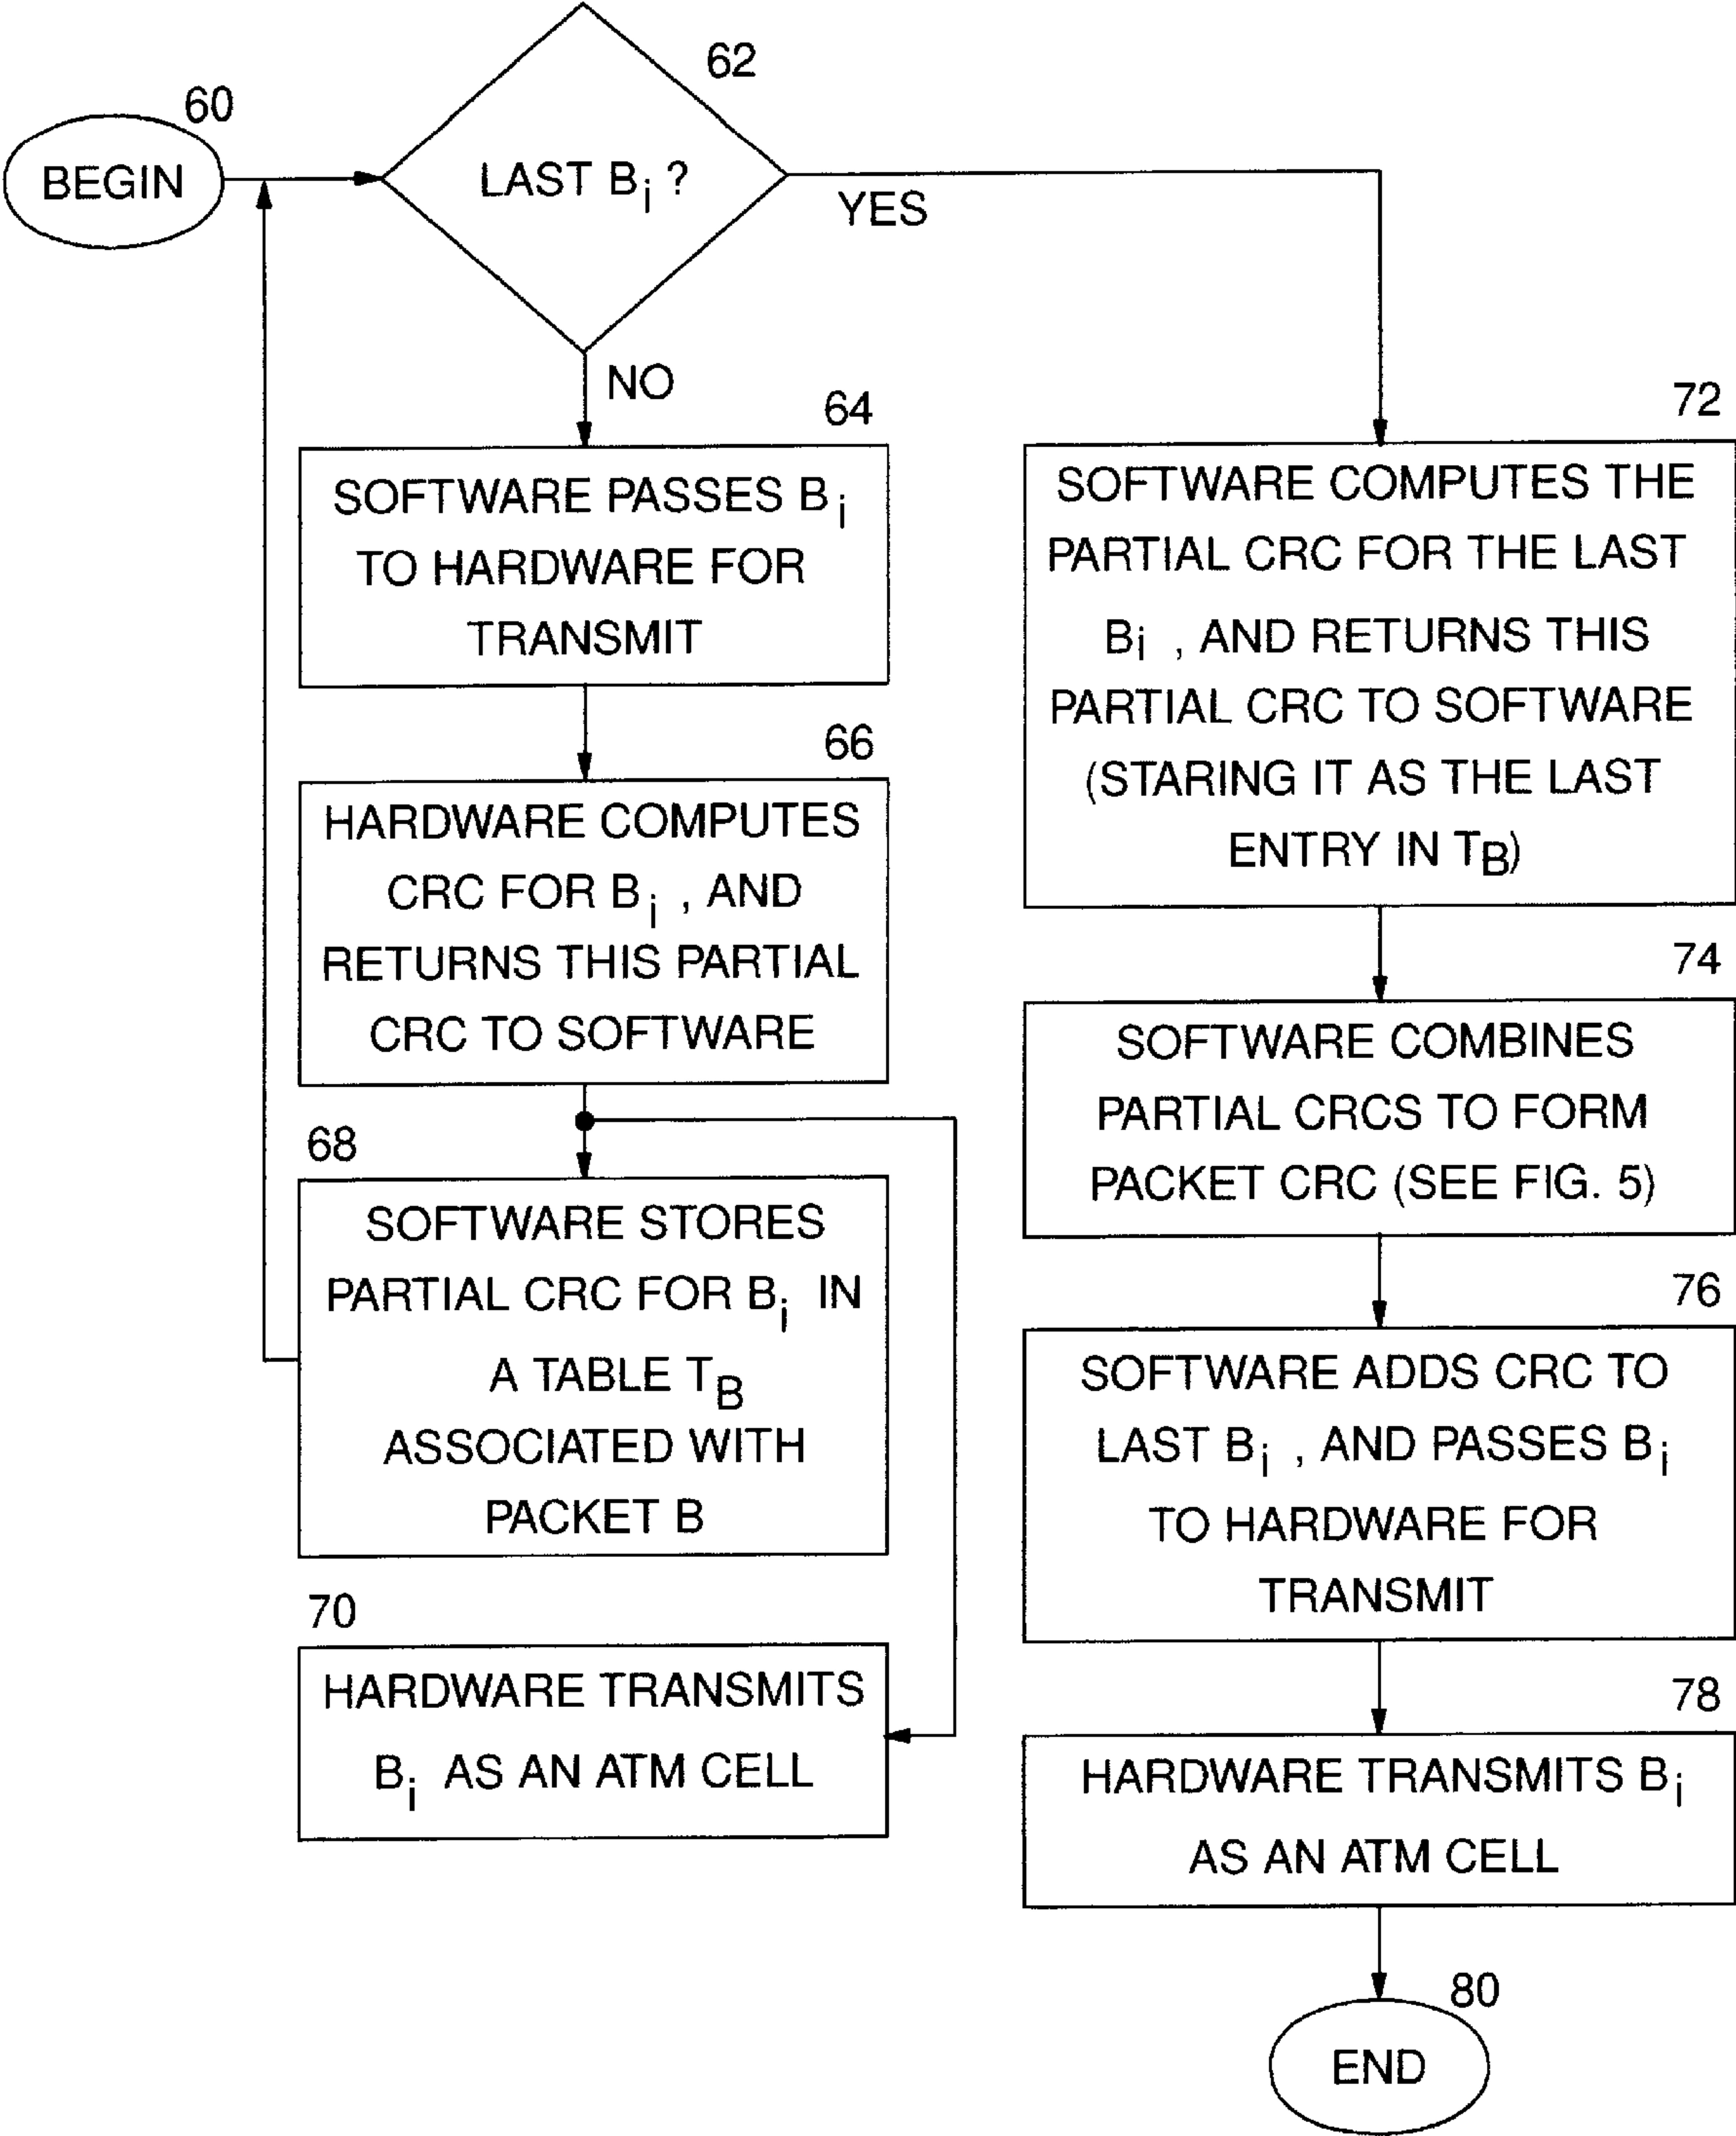 60
BEGIN
62
LAST Bi ?
YES
NO
64
SOFTWARE PASSES Bi
TO HARDWARE FOR
TRANSMIT
66
HARDWARE COMPUTES
CRC FOR Bi , AND
RETURNS THIS PARTIAL
CRC TO SOFTWARE
68
SOFTWARE STORES
PARTIAL CRC FOR Bi IN
A TABLE TB
ASSOCIATED WITH
PACKET B
70
HARDWARE TRANSMITS
Bi AS AN ATM CELL
72
SOFTWARE COMPUTES THE
PARTIAL CRC FOR THE LAST
Bi , AND RETURNS THIS
PARTIAL CRC TO SOFTWARE
(STARING IT AS THE LAST
ENTRY IN TB)
74
SOFTWARE COMBINES
PARTIAL CRCS TO FORM
PACKET CRC (SEE FIG. 5)
76
SOFTWARE ADDS CRC TO
LAST Bi , AND PASSES Bi
TO HARDWARE FOR
TRANSMIT
78
HARDWARE TRANSMITS Bi
AS AN ATM CELL
80
END